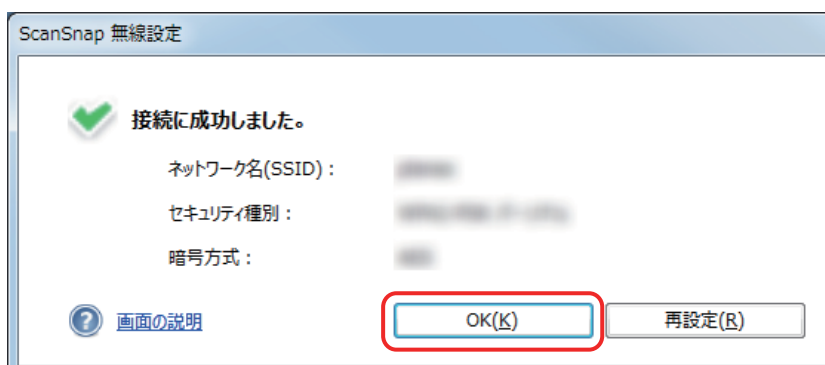 ScanSnap 無線設定
接続に成功しました。
ネットワーク名(SSID)：
セキュリティ種別：
暗号方式：
画面の説明 OK(K) 再設定(R)